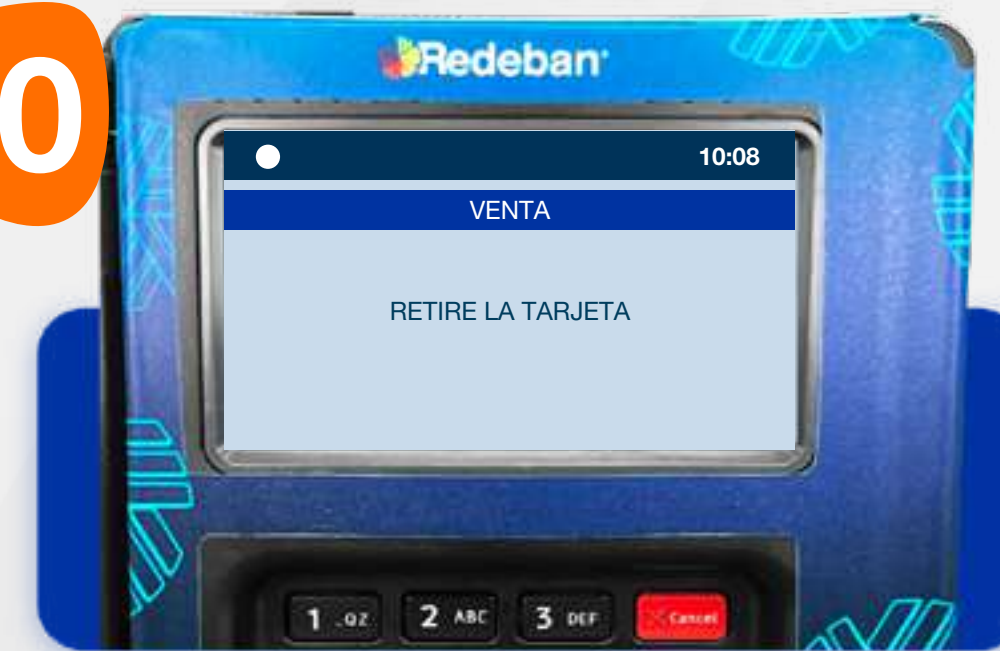 0
Redeban
10:08
VENTA
RETIRE LA TARJETA
1 .QZ 2 ABC 3 DEF Cancel